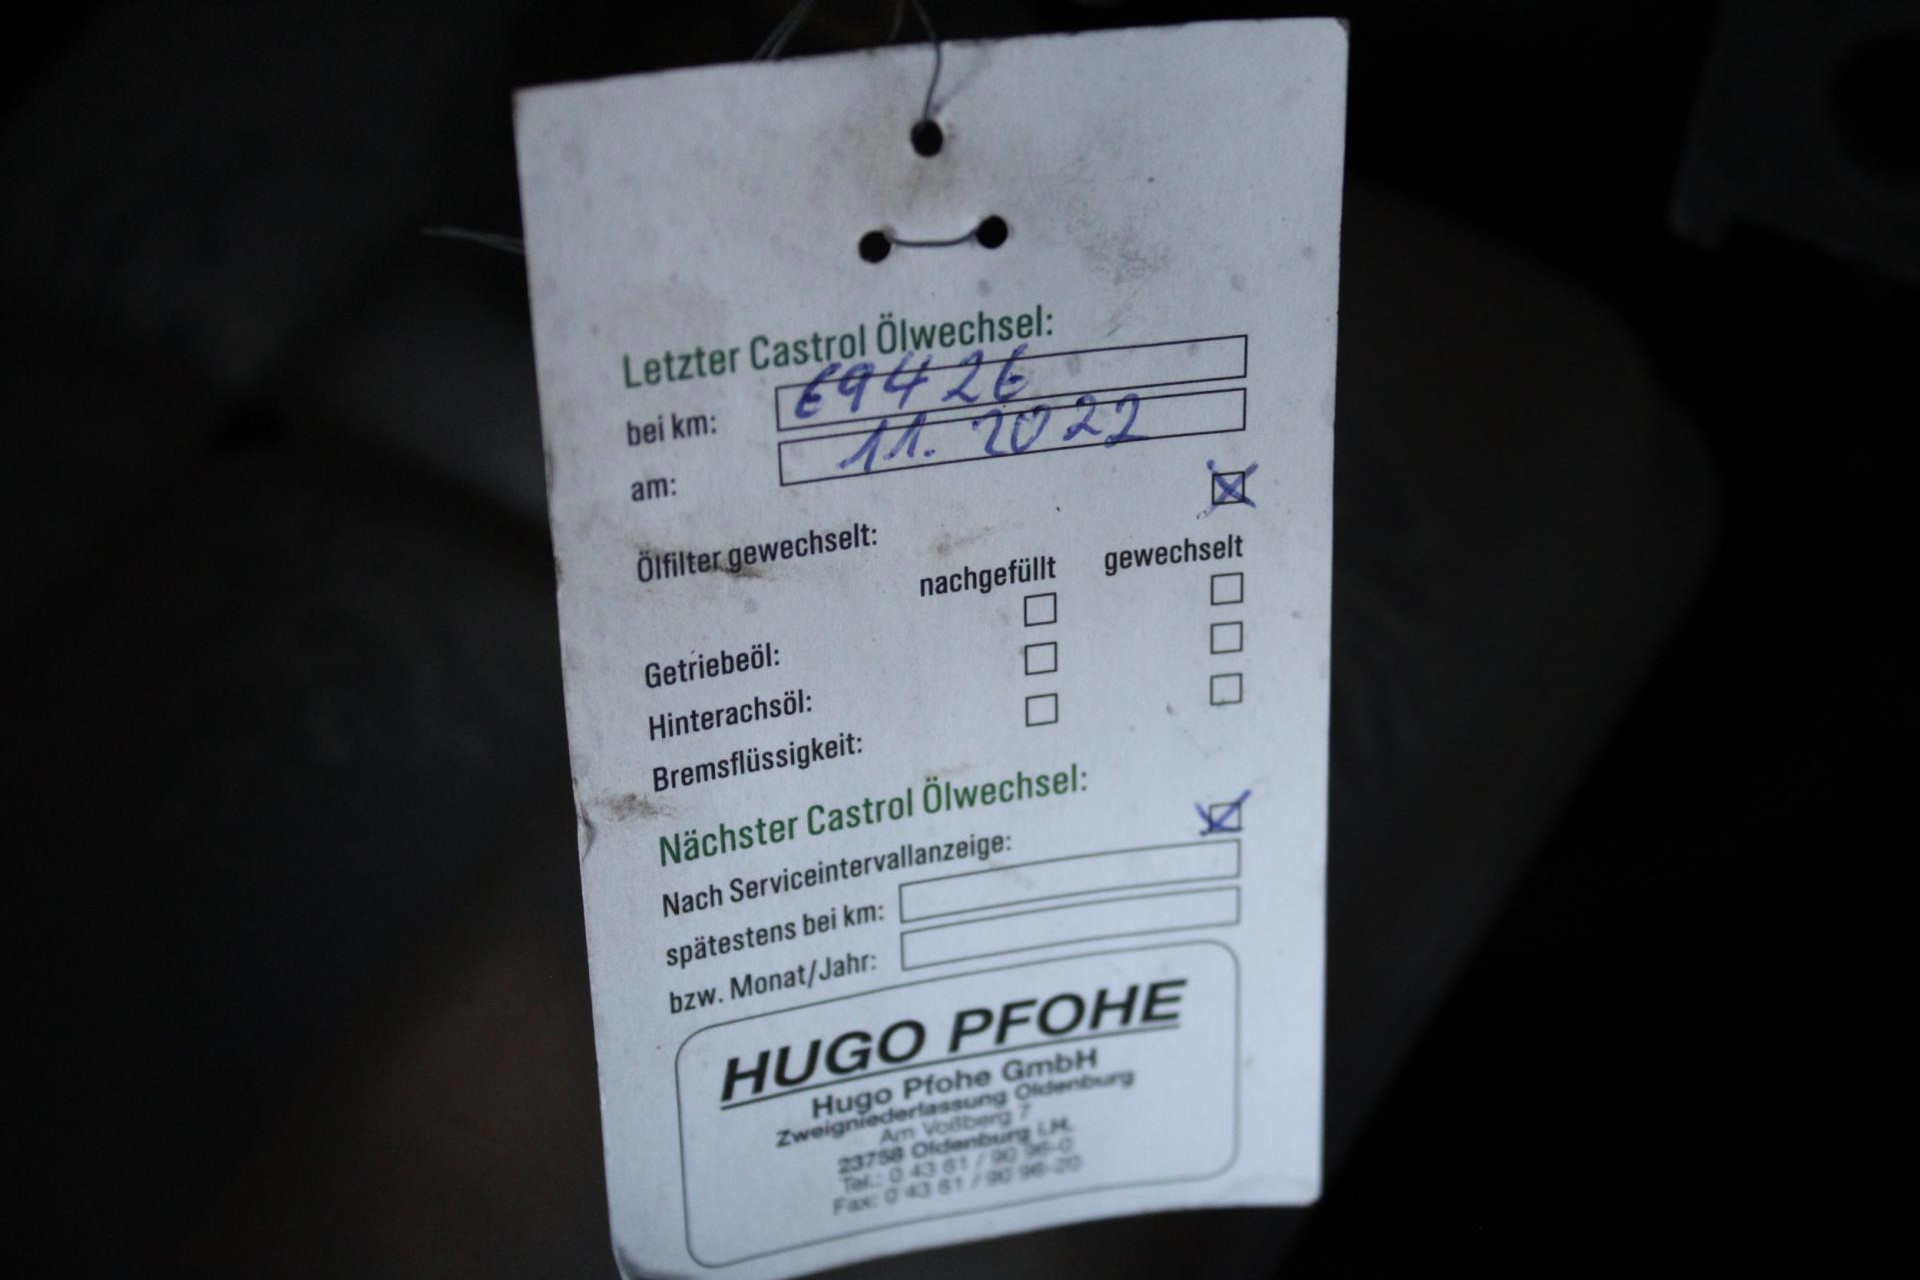 Letzter Castrol Ölwechsel:
bei km: 69426
am: 11. 2022
Ölfilter gewechselt:
nachgefüllt gewechselt
Getriebeöl:
Hinterachsöl:
Bremsflüssigkeit:
Nächster Castrol Ölwechsel:
Nach Serviceintervallanzeige:
spätestens bei km:
bzw. Monat/Jahr:
HUGO PFOHE
Hugo Pfohe GmbH
Zweigniederlassung Oldenburg
Am Voßberg 7
23758 Oldenburg i.H.
Tel.: 0 43 61 / 90 96-0
Fax: 0 43 61 / 90 96-20